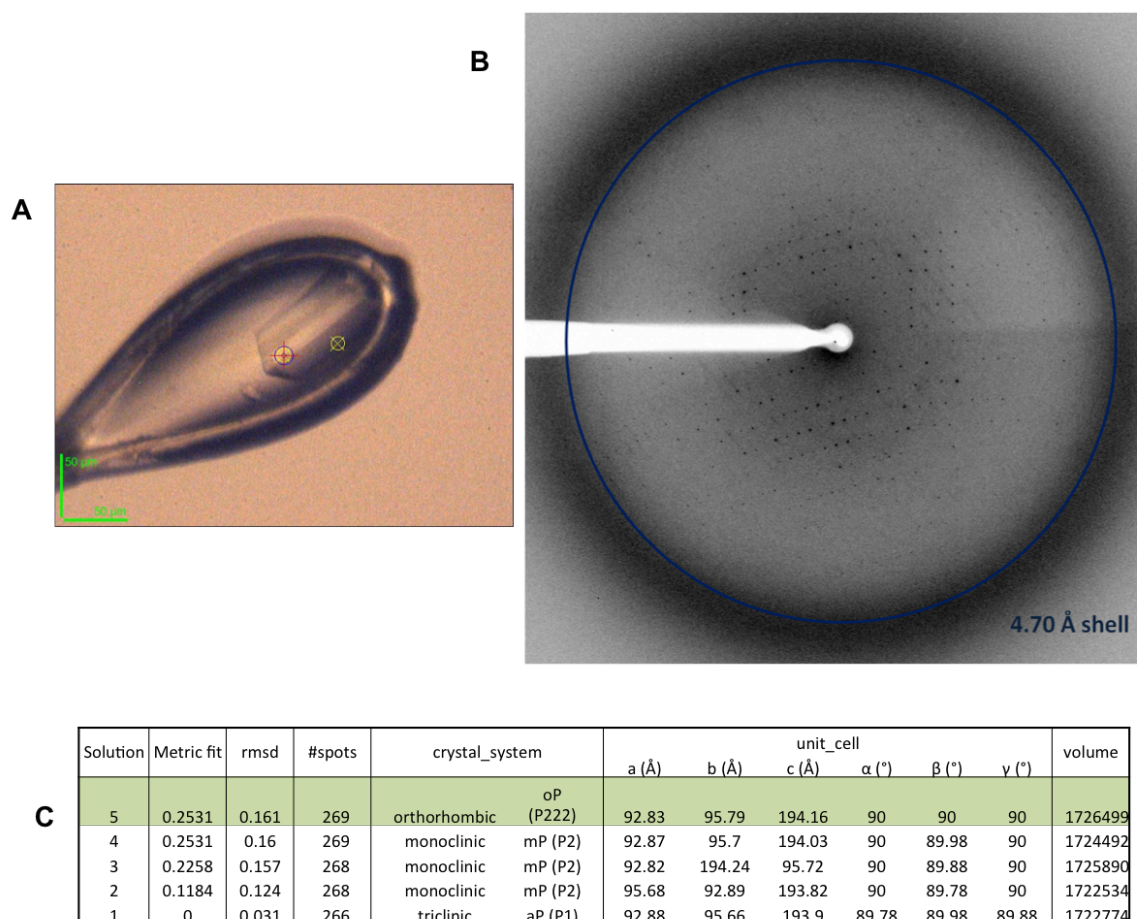 B
A
50 µm
50 µm
4.70 Å shell
C
Solution Metric fit rmsd #spots crystal_system unit_cell volume
a (Å) b (Å) c (Å) α (°) β (°) γ (°)
5 0.2531 0.161 269 orthorhombic oP (P222) 92.83 95.79 194.16 90 90 90 1726499
4 0.2531 0.16 269 monoclinic mP (P2) 92.87 95.7 194.03 90 89.98 90 1724492
3 0.2258 0.157 268 monoclinic mP (P2) 92.82 194.24 95.72 90 89.88 90 1725890
2 0.1184 0.124 268 monoclinic mP (P2) 95.68 92.89 193.82 90 89.78 90 1722534
1 0 0.031 266 triclinic aP (P1) 92.88 95.66 193.9 89.78 89.98 89.88 1722774